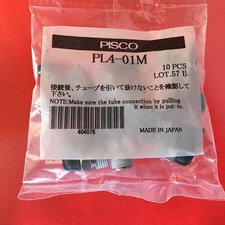 PISCO
PL4-01M
10 PCS
LOT.57E
接続後、チューブを引いて抜けないことを確認して
下さい。
NOTE:Make sure the tube connection by pulling
it when it is put-in.
404076
MADE IN JAPAN